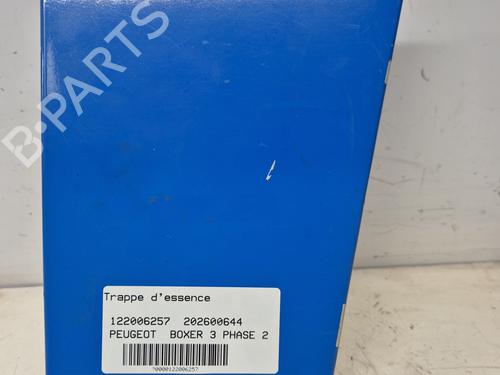 B-PARTS
Trappe d'essence
122006257 202600644
PEUGEOT BOXER 3 PHASE 2
?0000122006257